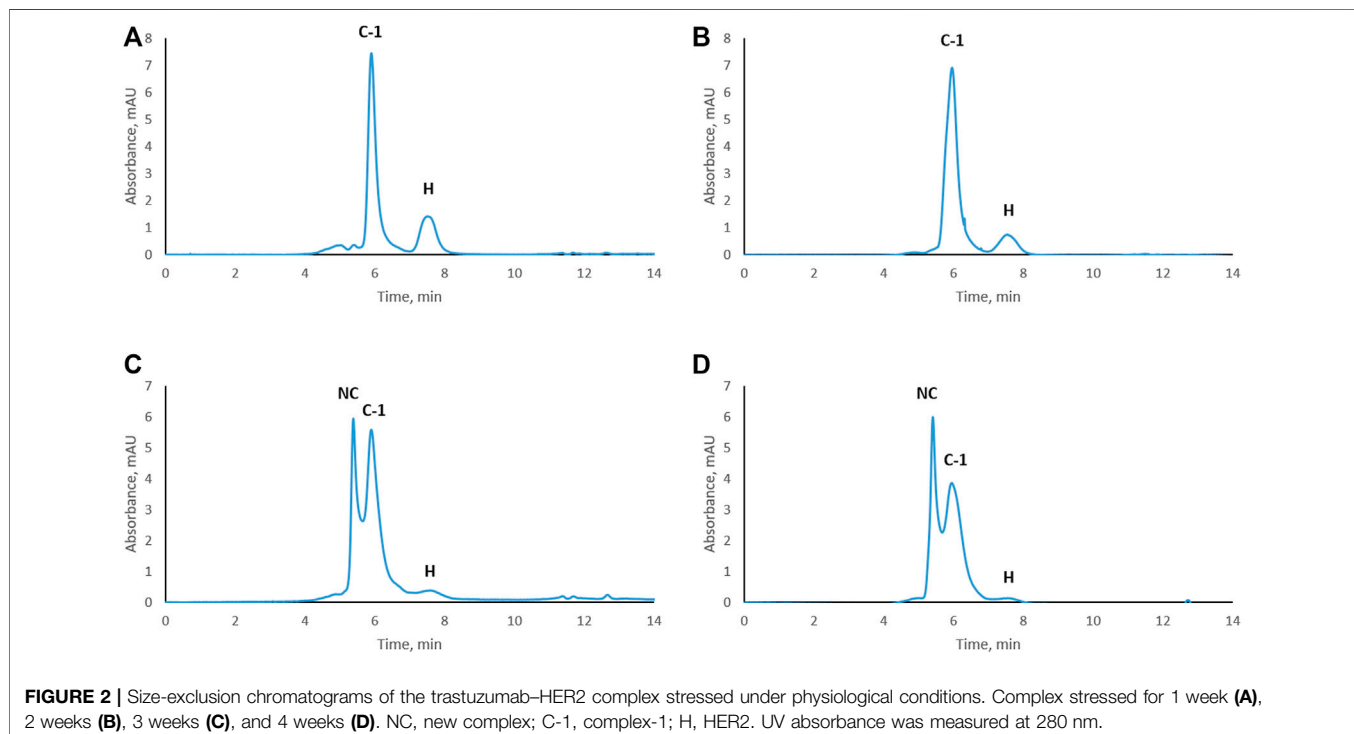 A
C-1
H
8
7
6
5
4
3
2
1
0
Absorbance, mAU
0 2 4 6 8 10 12 14
Time, min
B
C-1
H
8
7
6
5
4
3
2
1
0
Absorbance, mAU
0 2 4 6 8 10 12 14
Time, min
C
NC
C-1
H
7
6
5
4
3
2
1
0
Absorbance, mAU
0 2 4 6 8 10 12 14
Time, min
D
NC
C-1
H
7
6
5
4
3
2
1
0
Absorbance, mAU
0 2 4 6 8 10 12 14
Time, min
FIGURE 2 | Size-exclusion chromatograms of the trastuzumab–HER2 complex stressed under physiological conditions. Complex stressed for 1 week (A),
2 weeks (B), 3 weeks (C), and 4 weeks (D). NC, new complex; C-1, complex-1; H, HER2. UV absorbance was measured at 280 nm.